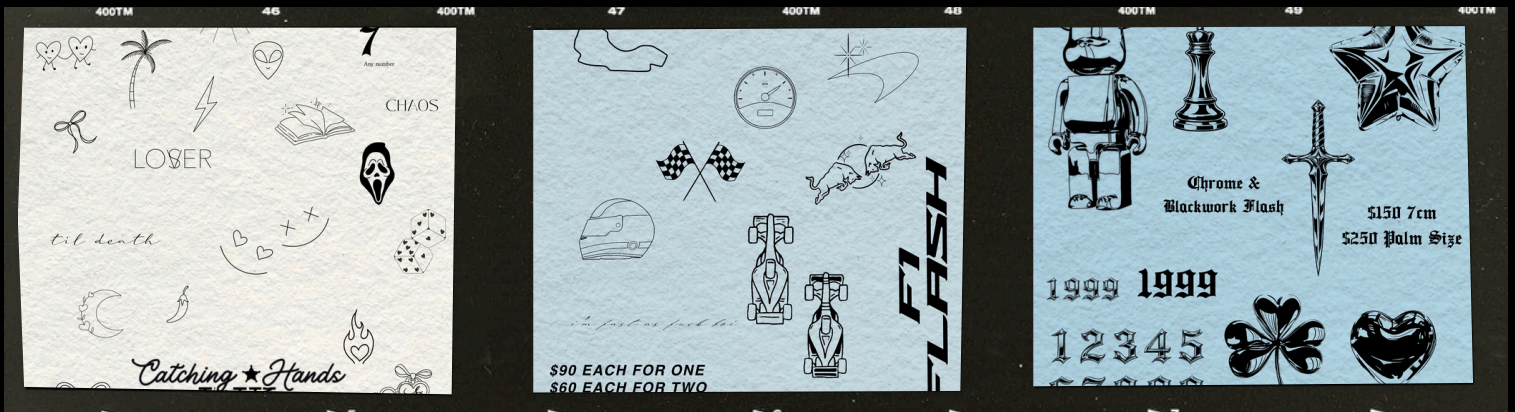 400TM 46 400TM 47 400TM 48 400TM 49 400TM
7
Any number
CHAOS
LOSER
til death
Catching ★ Hands
F1 FLASH
i'm fast as fuck boi
$90 EACH FOR ONE
$60 EACH FOR TWO
Chrome &
Blackwork Flash
$150 7cm
$250 Palm Size
1999 1999
12345